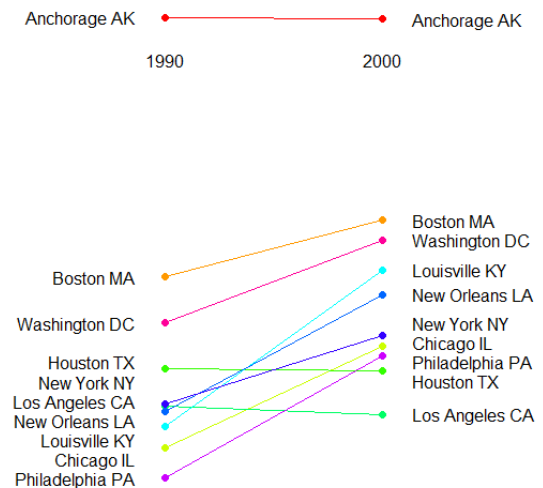 Anchorage AK
Anchorage AK
1990
2000
Boston MA
Washington DC
Houston TX
New York NY
Los Angeles CA
New Orleans LA
Louisville KY
Chicago IL
Philadelphia PA
Boston MA
Washington DC
Louisville KY
New Orleans LA
New York NY
Chicago IL
Philadelphia PA
Houston TX
Los Angeles CA